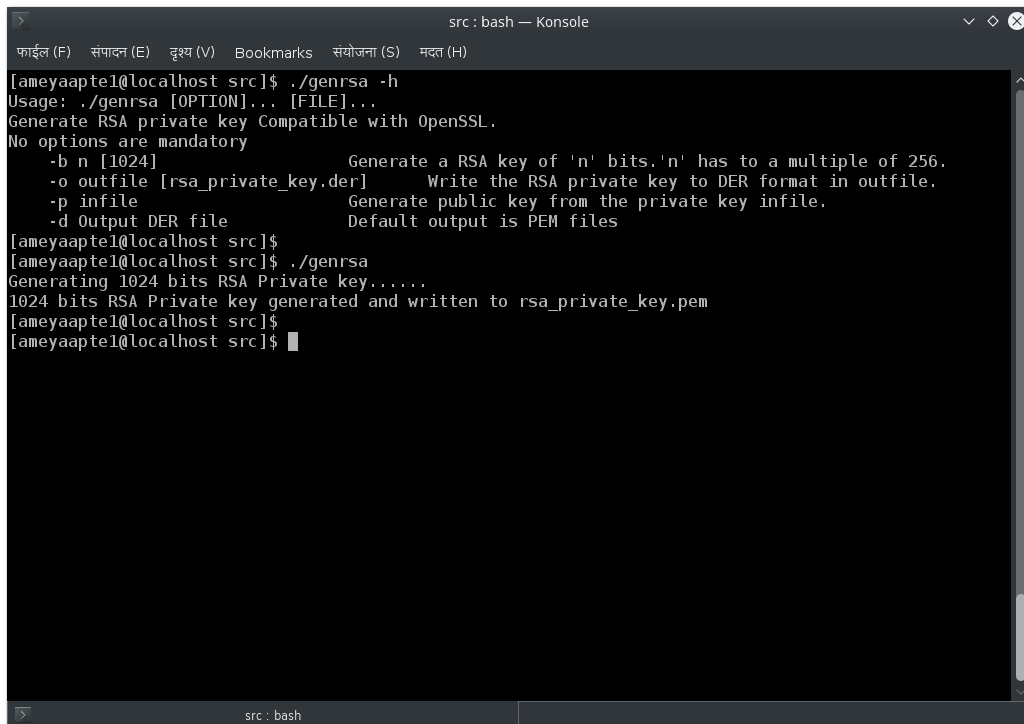 src : bash — Konsole
फाईल (F) संपादन (E) दृश्य (V) Bookmarks संयोजना (S) मदत (H)
[ameyaapte1@localhost src]$ ./genrsa -h
Usage: ./genrsa [OPTION]... [FILE]...
Generate RSA private key Compatible with OpenSSL.
No options are mandatory
    -b n [1024]                   Generate a RSA key of 'n' bits.'n' has to a multiple of 256.
    -o outfile [rsa_private_key.der]      Write the RSA private key to DER format in outfile.
    -p infile                     Generate public key from the private key infile.
    -d Output DER file            Default output is PEM files
[ameyaapte1@localhost src]$
[ameyaapte1@localhost src]$ ./genrsa
Generating 1024 bits RSA Private key......
1024 bits RSA Private key generated and written to rsa_private_key.pem
[ameyaapte1@localhost src]$
[ameyaapte1@localhost src]$
src : bash